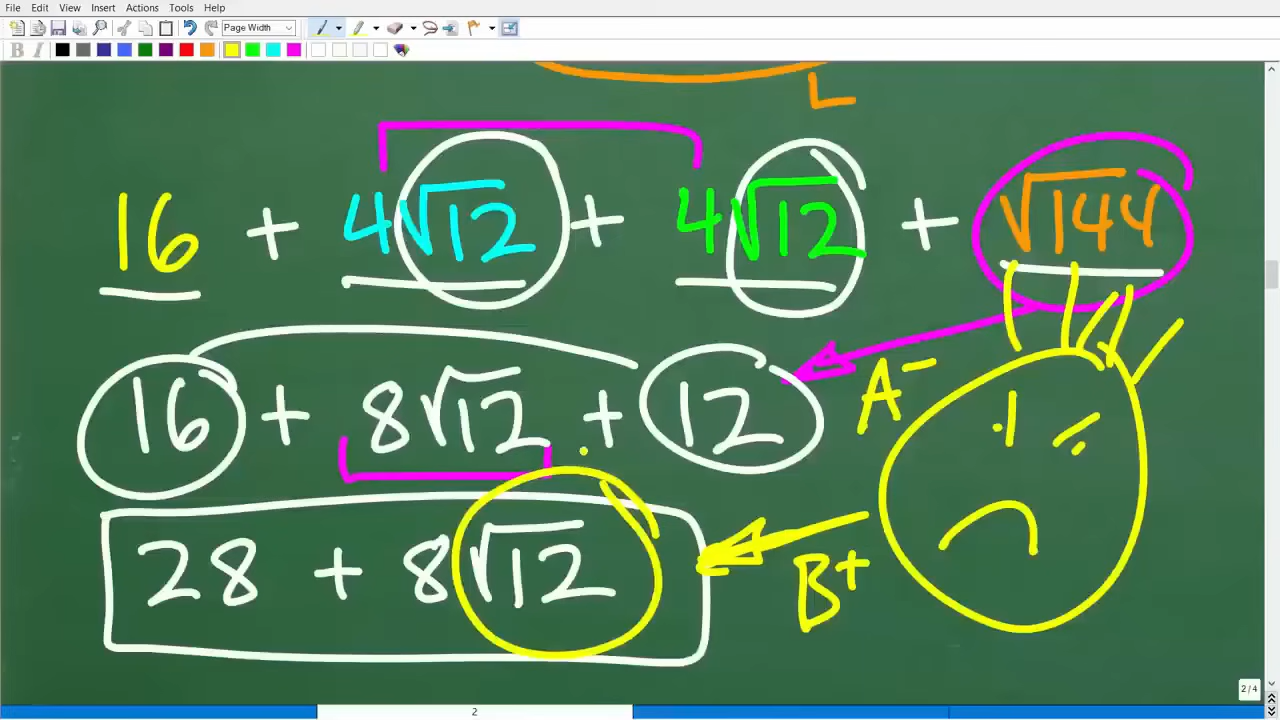 File Edit View Insert Actions Tools Help
Page Width
B I
L
16 + 4√12 + 4√12 + √144
16 + 8√12 + 12
A-
28 + 8√12
B+
2/4
2